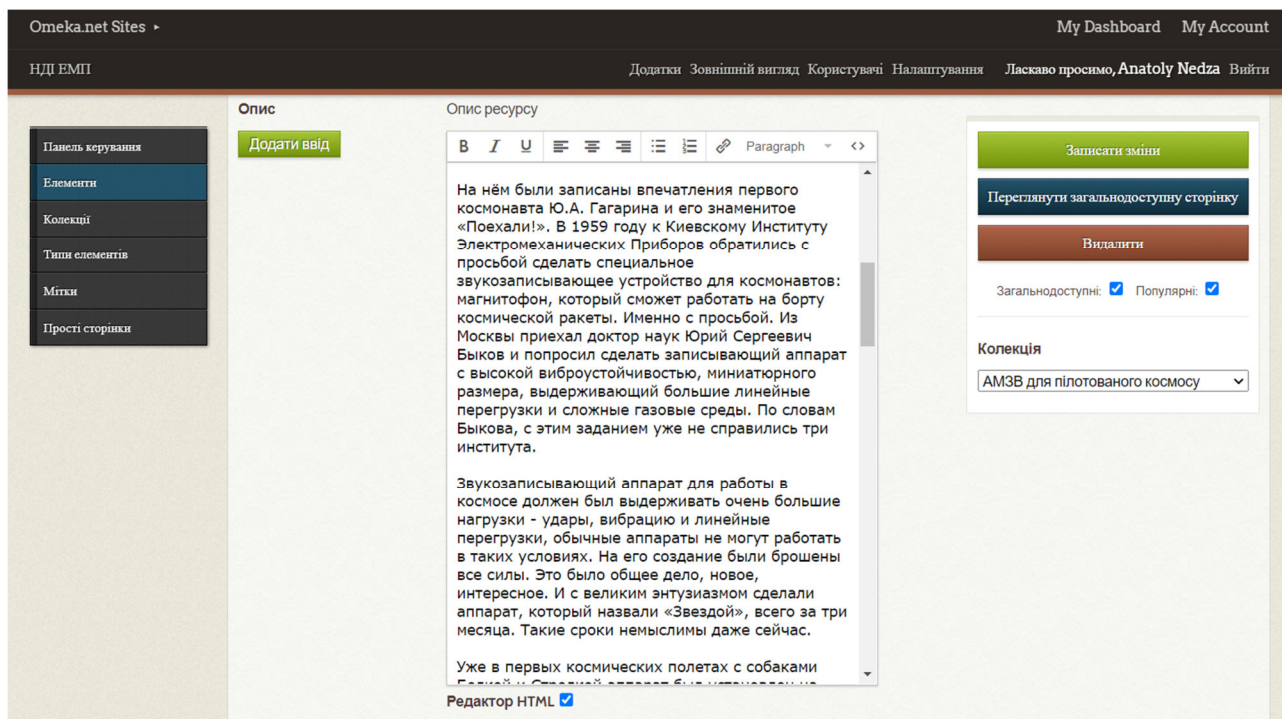 Omeka.net Sites ▸
My Dashboard My Account
НДІ ЕМП
Додатки Зовнішній вигляд Користувачі Налаштування Ласкаво просимо, Anatoly Nedza Вийти
Панель керування
Елементи
Колекції
Типи елементів
Мітки
Прості сторінки
Опис
Додати ввід
Опис ресурсу
B I U Paragraph <>
На нём были записаны впечатления первого
космонавта Ю.А. Гагарина и его знаменитое
«Поехали!». В 1959 году к Киевскому Институту
Электромеханических Приборов обратились с
просьбой сделать специальное
звукозаписывающее устройство для космонавтов:
магнитофон, который сможет работать на борту
космической ракеты. Именно с просьбой. Из
Москвы приехал доктор наук Юрий Сергеевич
Быков и попросил сделать записывающий аппарат
с высокой виброустойчивостью, миниатюрного
размера, выдерживающий большие линейные
перегрузки и сложные газовые среды. По словам
Быкова, с этим заданием уже не справились три
института.
Звукозаписывающий аппарат для работы в
космосе должен был выдерживать очень большие
нагрузки - удары, вибрацию и линейные
перегрузки, обычные аппараты не могут работать
в таких условиях. На его создание были брошены
все силы. Это было общее дело, новое,
интересное. И с великим энтузиазмом сделали
аппарат, который назвали «Звездой», всего за три
месяца. Такие сроки немыслимы даже сейчас.
Уже в первых космических полетах с собаками
Белкой и Стрелкой аппарат был установлен на
Редактор HTML
Записати зміни
Переглянути загальнодоступну сторінку
Видалити
Загальнодоступні: Популярні:
Колекція
АМЗВ для пілотованого космосу